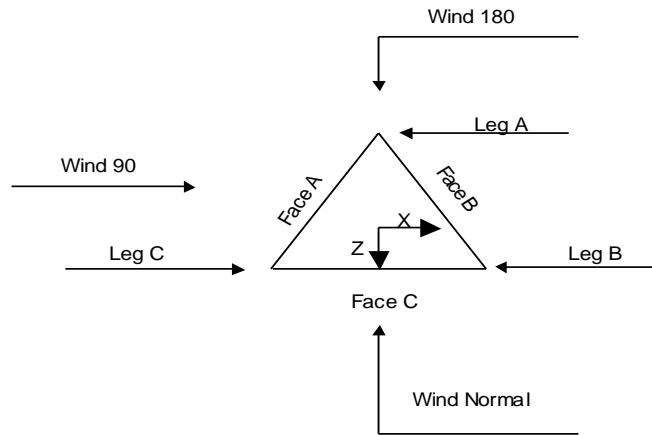 Wind 180
Leg A
Wind 90
Face A
Face B
X
Leg C
Z
Leg B
Face C
Wind Normal